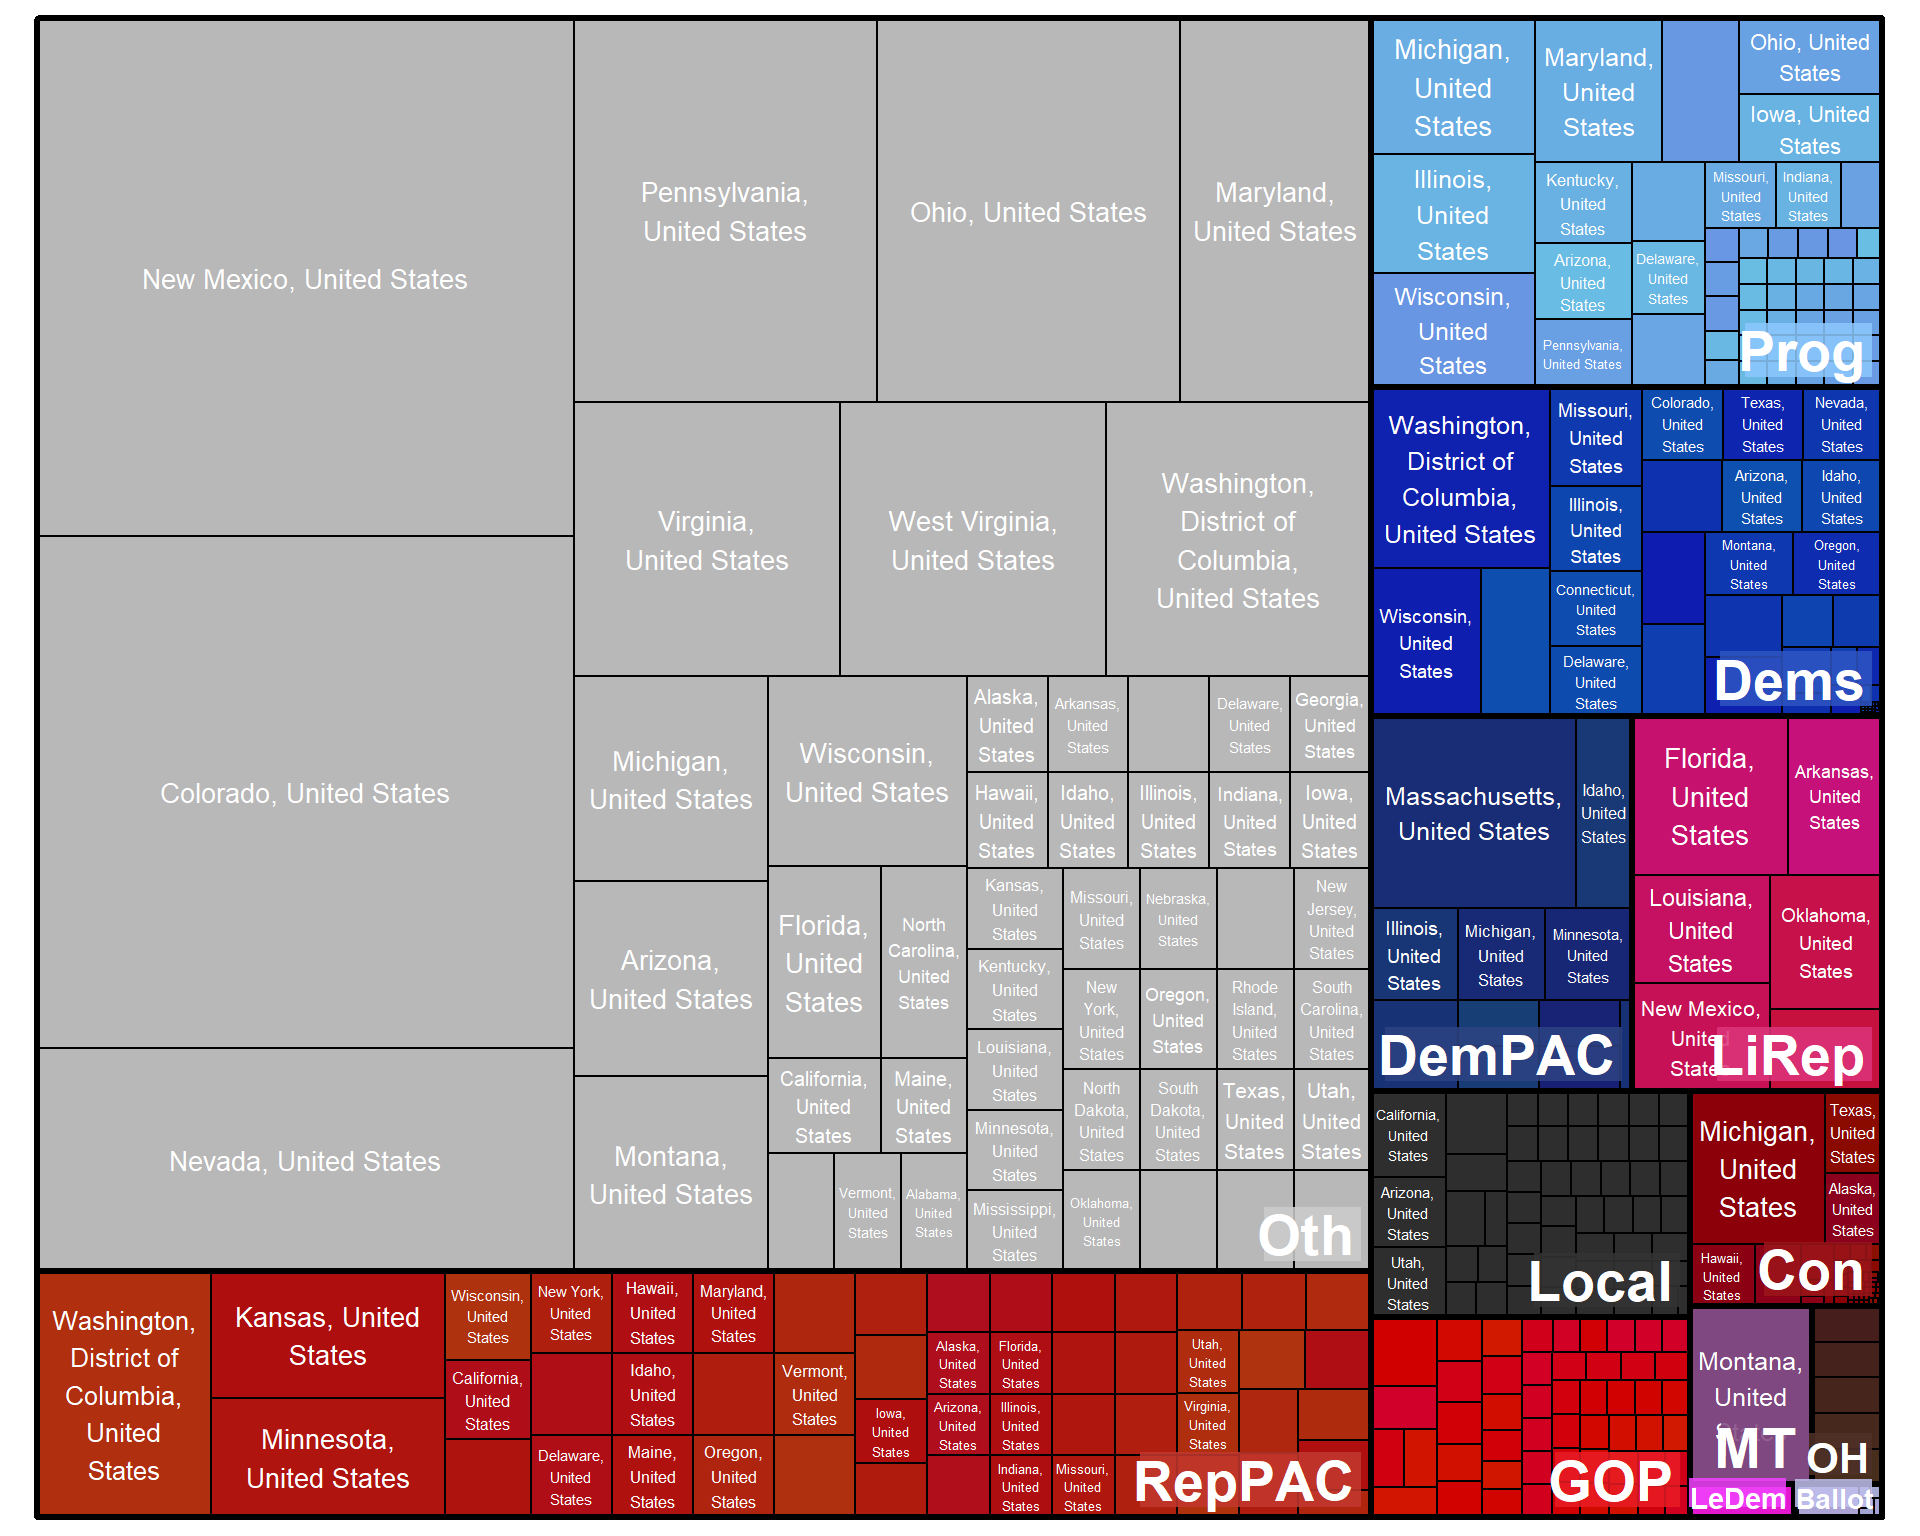 New Mexico, United States
Colorado, United States
Nevada, United States
Pennsylvania,
United States
Ohio, United States
Maryland,
United States
Virginia,
United States
West Virginia,
United States
Washington,
District of
Columbia,
United States
Michigan,
United States
Arizona,
United States
Montana,
United States
Wisconsin,
United States
Florida,
United
States
North
Carolina,
United
States
California,
United
States
Maine,
United
States
Vermont,
United
States
Alabama,
United
States
Alaska,
United
States
Arkansas,
United
States
Delaware,
United
States
Georgia,
United
States
Hawaii,
United
States
Idaho,
United
States
Illinois,
United
States
Indiana,
United
States
Iowa,
United
States
Kansas,
United
States
Kentucky,
United
States
Louisiana,
United
States
Minnesota,
United
States
Mississippi,
United
States
Missouri,
United
States
Nebraska,
United
States
New
Jersey,
United
States
New
York,
United
States
Oregon,
United
States
Rhode
Island,
United
States
South
Carolina,
United
States
North
Dakota,
United
States
South
Dakota,
United
States
Texas,
United
States
Utah,
United
States
Oklahoma,
United
States
Oth
Washington,
District of
Columbia,
United
States
Kansas, United
States
Minnesota,
United States
Wisconsin,
United
States
California,
United
States
New York,
United
States
Delaware,
United
States
Hawaii,
United
States
Idaho,
United
States
Maine,
United
States
Maryland,
United
States
Oregon,
United
States
Vermont,
United
States
Iowa,
United
States
Alaska,
United
States
Arizona,
United
States
Florida,
United
States
Illinois,
United
States
Indiana,
United
States
Missouri,
United
States
Utah,
United
States
Virginia,
United
States
RepPAC
Michigan,
United
States
Illinois,
United
States
Wisconsin,
United
States
Maryland,
United
States
Ohio, United
States
Iowa, United
States
Kentucky,
United
States
Arizona,
United
States
Pennsylvania,
United States
Delaware,
United
States
Missouri,
United
States
Indiana,
United
States
Prog
Washington,
District of
Columbia,
United States
Wisconsin,
United
States
Missouri,
United
States
Illinois,
United
States
Connecticut,
United
States
Delaware,
United
States
Colorado,
United
States
Texas,
United
States
Nevada,
United
States
Arizona,
United
States
Idaho,
United
States
Montana,
United
States
Oregon,
United
States
Dems
Massachusetts,
United States
Idaho,
United
States
Illinois,
United
States
Michigan,
United
States
Minnesota,
United
States
DemPAC
Florida,
United
States
Arkansas,
United
States
Louisiana,
United
States
Oklahoma,
United
States
New Mexico,
United
States
LiRep
California,
United
States
Arizona,
United
States
Utah,
United
States
Local
Michigan,
United
States
Texas,
United
States
Alaska,
United
States
Hawaii,
United
States
Con
GOP
Montana,
United
States
MT
OH
LeDem
Ballot